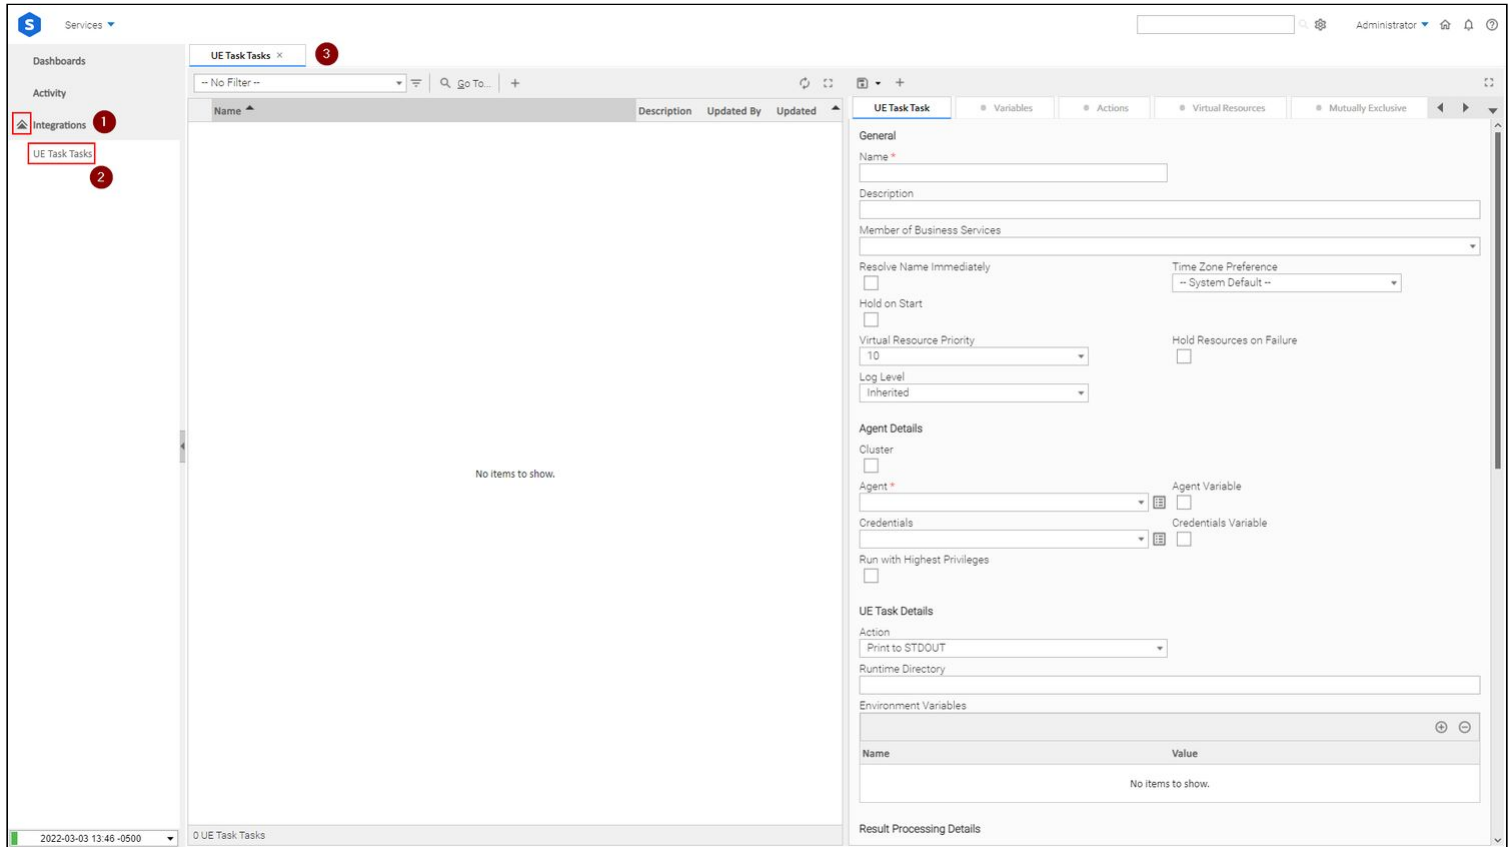 S Services Administrator
Dashboards
Activity
1
Integrations
UE Task Tasks
2
UE Task Tasks ×
3
-- No Filter --
Go To...
Name Description Updated By Updated
No items to show.
0 UE Task Tasks
2022-03-03 13:46 -0500
UE Task Task Variables Actions Virtual Resources Mutually Exclusive
General
Name *
Description
Member of Business Services
Resolve Name Immediately Time Zone Preference
-- System Default --
Hold on Start
Virtual Resource Priority Hold Resources on Failure
10
Log Level
Inherited
Agent Details
Cluster
Agent * Agent Variable
Credentials Credentials Variable
Run with Highest Privileges
UE Task Details
Action
Print to STDOUT
Runtime Directory
Environment Variables
Name Value
No items to show.
Result Processing Details